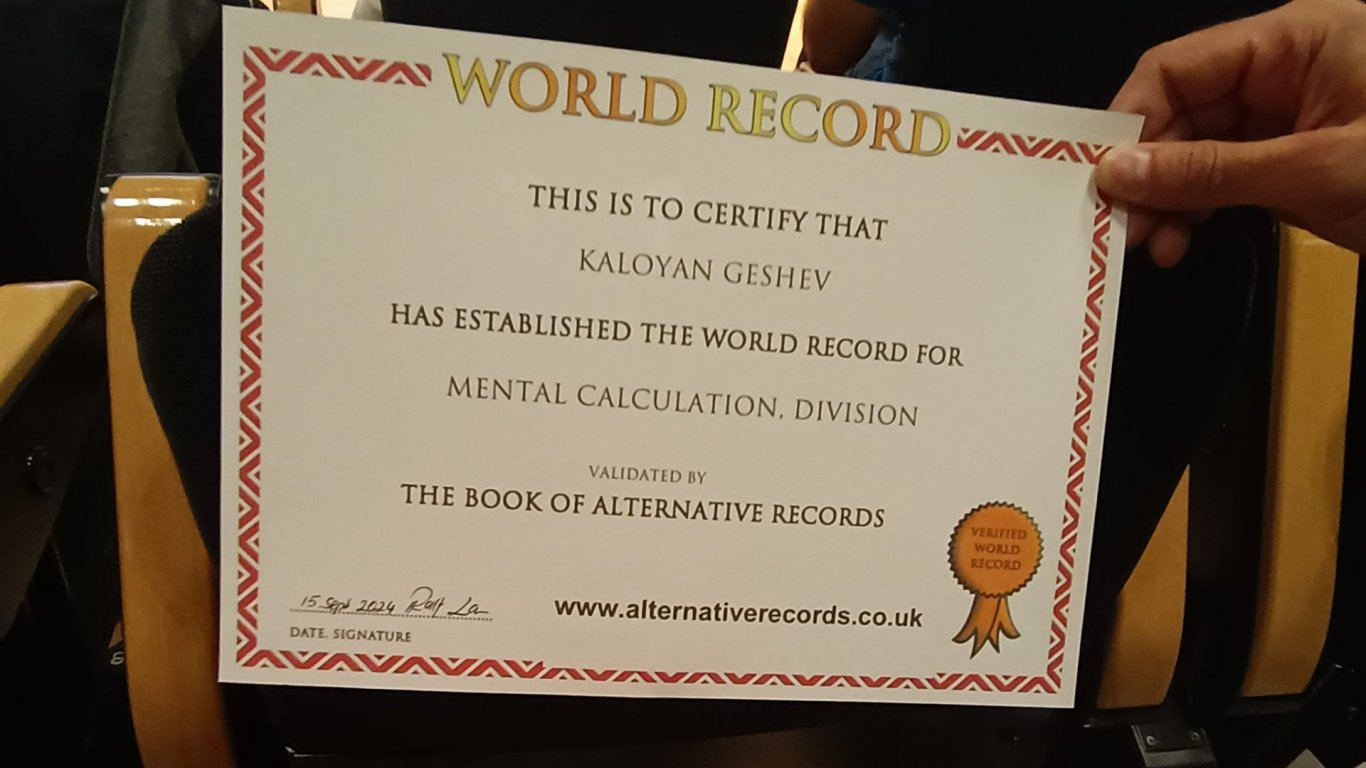 WORLD RECORD
THIS IS TO CERTIFY THAT
KALOYAN GESHEV
HAS ESTABLISHED THE WORLD RECORD FOR
MENTAL CALCULATION, DIVISION
VALIDATED BY
THE BOOK OF ALTERNATIVE RECORDS
VERIFIED
WORLD
RECORD
15 Sept 2024
www.alternativerecords.co.uk
DATE, SIGNATURE